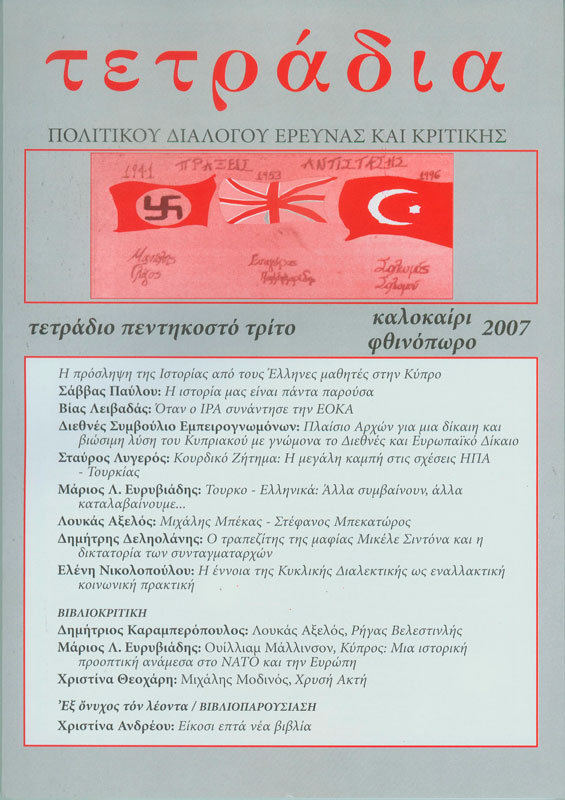 τετράδια
ΠΟΛΙΤΙΚΟΥ ΔΙΑΛΟΓΟΥ ΕΡΕΥΝΑΣ ΚΑΙ ΚΡΙΤΙΚΗΣ
1941 ΠΡΑΞΕΙΣ 1953 ΑΝΤΙΣΤΑΣΗΣ 1996
Μανώλης Ευαγόρας Σολωμός
Γλέζος Παλληκαρίδης Σολωμού
τετράδιο πεντηκοστό τρίτο
καλοκαίρι
φθινόπωρο 2007
Η πρόσληψη της Ιστορίας από τους Έλληνες μαθητές στην Κύπρο
Σάββας Παύλου: Η ιστορία μας είναι πάντα παρούσα
Βίας Λειβαδάς: Όταν ο IRA συνάντησε την ΕΟΚΑ
Διεθνές Συμβούλιο Εμπειρογνωμόνων: Πλαίσιο Αρχών για μια δίκαιη και
βιώσιμη λύση του Κυπριακού με γνώμονα το Διεθνές και Ευρωπαϊκό Δίκαιο
Σταύρος Λυγερός: Κουρδικό Ζήτημα: Η μεγάλη καμπή στις σχέσεις ΗΠΑ
- Τουρκίας
Μάριος Λ. Ευρυβιάδης: Τουρκο - Ελληνικά: Άλλα συμβαίνουν, άλλα
καταλαβαίνουμε...
Λουκάς Αξελός: Μιχάλης Μπέκας - Στέφανος Μπεκατώρος
Δημήτρης Δεληολάνης: Ο τραπεζίτης της μαφίας Μικέλε Σιντόνα και η
δικτατορία των συνταγματαρχών
Ελένη Νικολοπούλου: Η έννοια της Κυκλικής Διαλεκτικής ως εναλλακτική
κοινωνική πρακτική
ΒΙΒΛΙΟΚΡΙΤΙΚΗ
Δημήτριος Καραμπερόπουλος: Λουκάς Αξελός, Ρήγας Βελεστινλής
Μάριος Λ. Ευρυβιάδης: Ουίλλιαμ Μάλλινσον, Κύπρος: Μια ιστορική
προοπτική ανάμεσα στο ΝΑΤΟ και την Ευρώπη
Χριστίνα Θεοχάρη: Μιχάλης Μοδινός, Χρυσή Ακτή
Ἐξ ὄνυχος τόν λέοντα / ΒΙΒΛΙΟΠΑΡΟΥΣΙΑΣΗ
Χριστίνα Ανδρέου: Είκοσι επτά νέα βιβλία